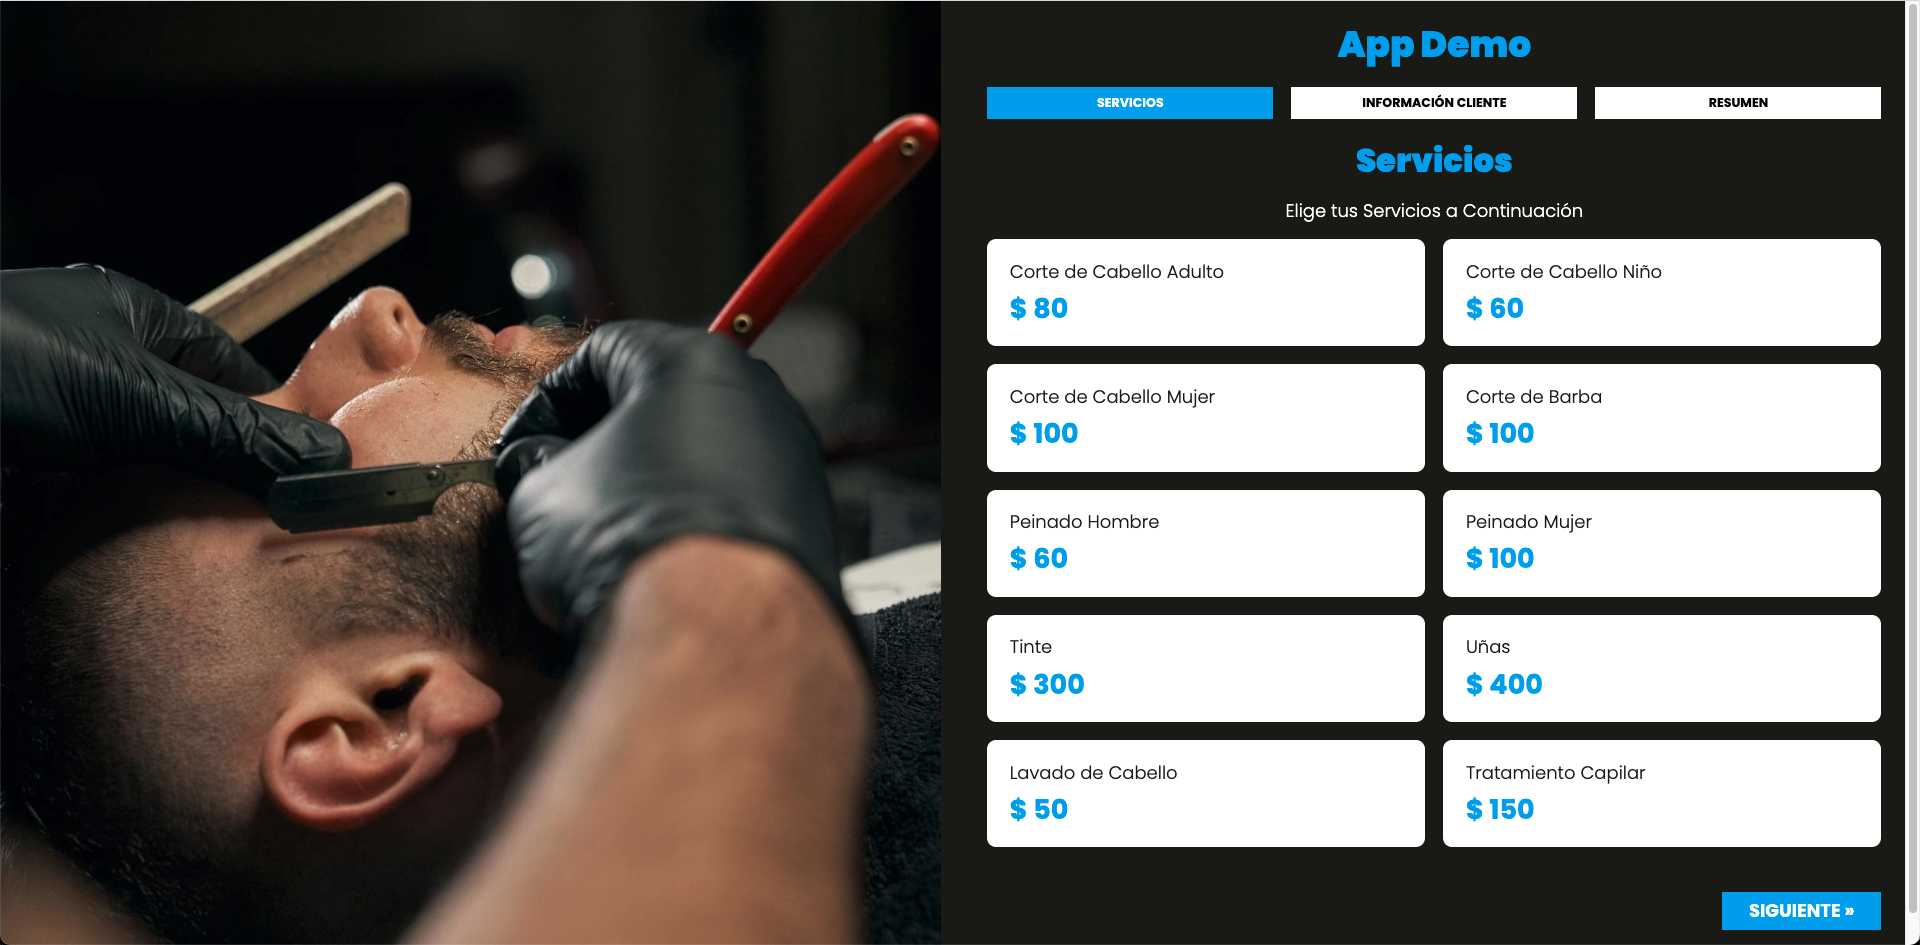 App Demo
SERVICIOS
INFORMACIÓN CLIENTE
RESUMEN
Servicios
Elige tus Servicios a Continuación
Corte de Cabello Adulto
$ 80
Corte de Cabello Niño
$ 60
Corte de Cabello Mujer
$ 100
Corte de Barba
$ 100
Peinado Hombre
$ 60
Peinado Mujer
$ 100
Tinte
$ 300
Uñas
$ 400
Lavado de Cabello
$ 50
Tratamiento Capilar
$ 150
SIGUIENTE »